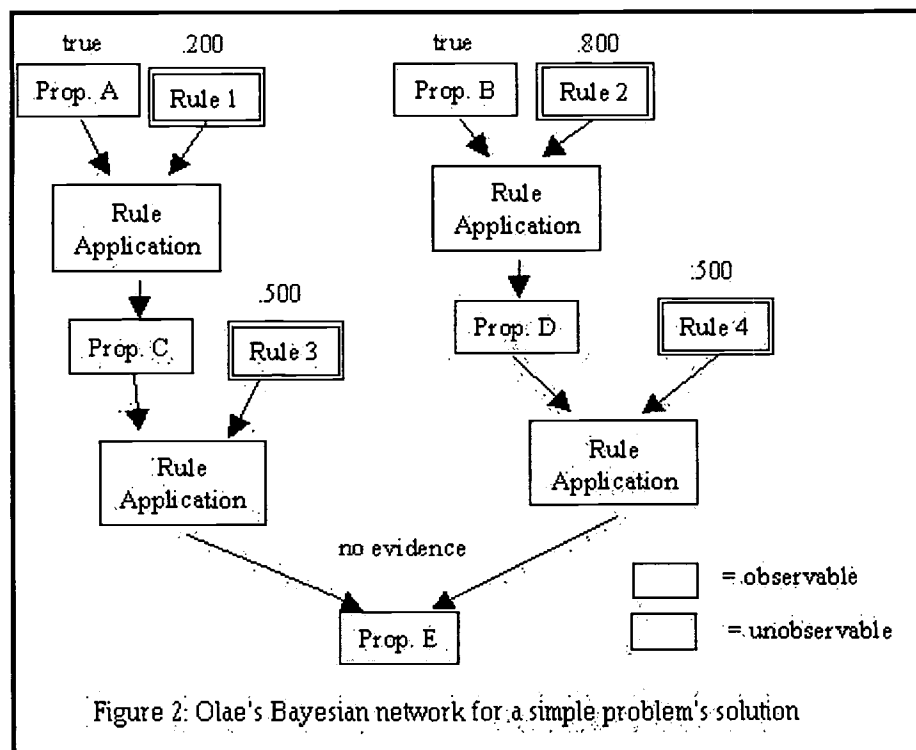 true .200 true .800
Prop. A Rule 1 Prop. B Rule 2
Rule
Application
Rule
Application
.500 .500
Prop. C Rule 3 Prop. D Rule 4
Rule
Application
Rule
Application
no evidence
Prop. E
= observable
= unobservable
Figure 2: Olae's Bayesian network for a simple problem's solution